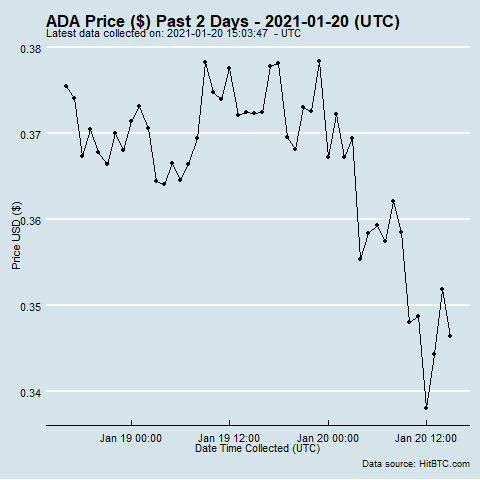 ADA Price ($) Past 2 Days - 2021-01-20 (UTC)
Latest data collected on: 2021-01-20 15:03:47 - UTC
0.38
0.37
0.36
0.35
0.34
Price USD ($)
Jan 19 00:00 Jan 19 12:00 Jan 20 00:00 Jan 20 12:00
Date Time Collected (UTC)
Data source: HitBTC.com